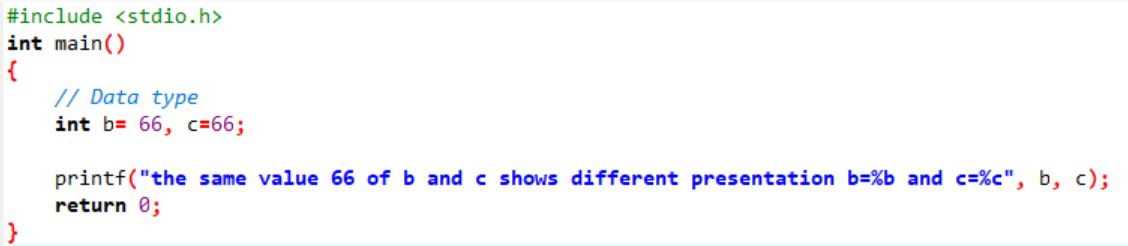 #include <stdio.h>
int main()
{
    // Data type
    int b= 66, c=66;

    printf("the same value 66 of b and c shows different presentation b=%b and c=%c", b, c);
    return 0;
}